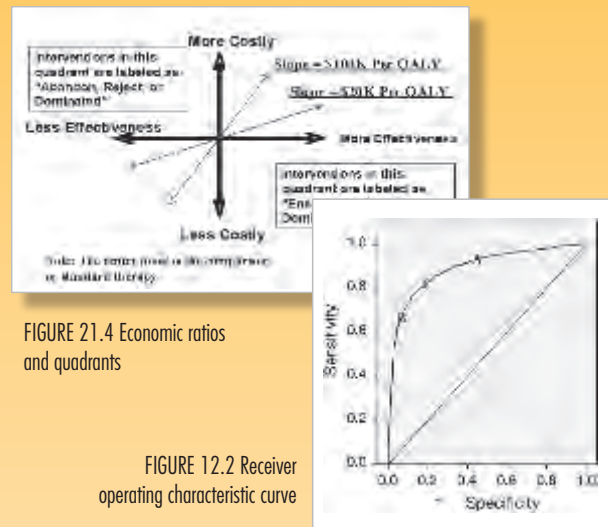 More Costly
Interventions in this
quadrant are labeled as
Dominated"
Slope = Per QALY
Slope = $20K Per QALY
Less Effectiveness
More Effectiveness
Interventions in this
quadrant are labeled as
Less Costly
or standard therapy
FIGURE 21.4 Economic ratios
and quadrants
1.0
0.8
0.6
0.4
0.2
0.0
Sensitivity
0.0 0.2 0.4 0.6 0.8 1.0
Specificity
FIGURE 12.2 Receiver
operating characteristic curve